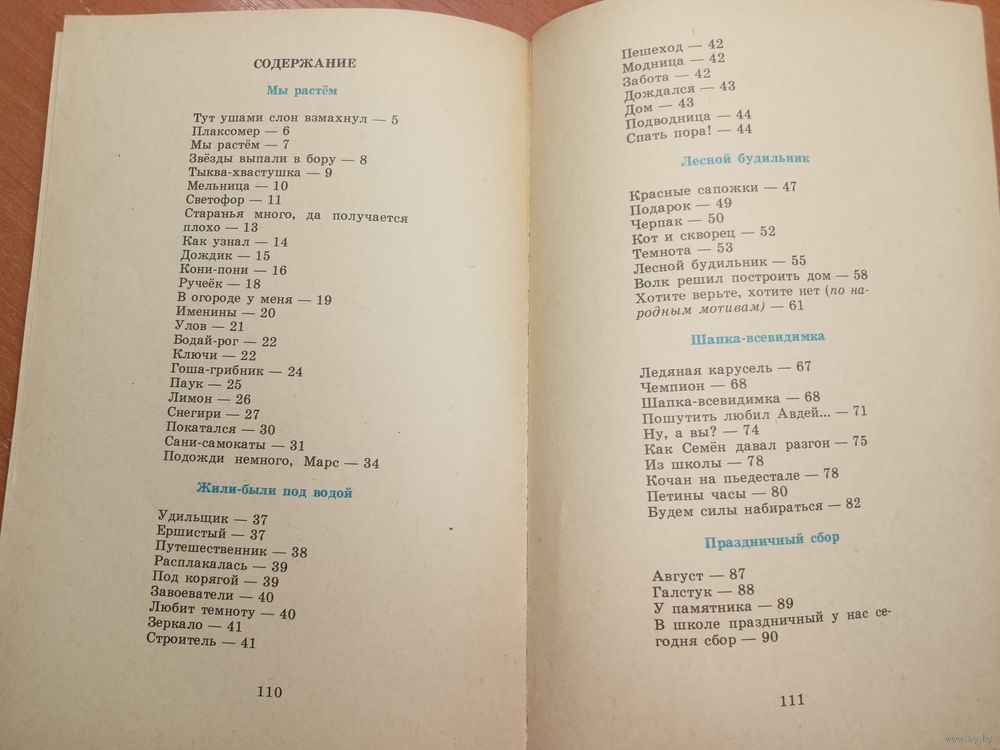 СОДЕРЖАНИЕ
Мы растём
Тут ушами слон взмахнул — 5
Плаксомер — 6
Мы растём — 7
Звёзды выпали в бору — 8
Тыква-хвастушка — 9
Мельница — 10
Светофор — 11
Старанья много, да получается
плохо — 13
Как узнал — 14
Дождик — 15
Кони-пони — 16
Ручеёк — 18
В огороде у меня — 19
Именины — 20
Улов — 21
Бодай-рог — 22
Ключи — 22
Гоша-грибник — 24
Паук — 25
Лимон — 26
Снегири — 27
Покатался — 30
Сани-самокаты — 31
Подожди немного, Марс — 34
Жили-были под водой
Удильщик — 37
Ершистый — 37
Путешественник — 38
Расплакалась — 39
Под корягой — 39
Завоеватели — 40
Любит темноту — 40
Зеркало — 41
Строитель — 41
110
Пешеход — 42
Модница — 42
Забота — 42
Дождался — 43
Дом — 43
Подводница — 44
Спать пора! — 44
Лесной будильник
Красные сапожки — 47
Подарок — 49
Черпак — 50
Кот и скворец — 52
Темнота — 53
Лесной будильник — 55
Волк решил построить дом — 58
Хотите верьте, хотите нет (по на-
родным мотивам) — 61
Шапка-всевидимка
Ледяная карусель — 67
Чемпион — 68
Шапка-всевидимка — 68
Пошутить любил Авдей... — 71
Ну, а вы? — 74
Как Семён давал разгон — 75
Из школы — 78
Кочан на пьедестале — 78
Петины часы — 80
Будем силы набираться — 82
Праздничный сбор
Август — 87
Галстук — 88
У памятника — 89
В школе праздничный у нас се-
годня сбор — 90
111
www.ay.by